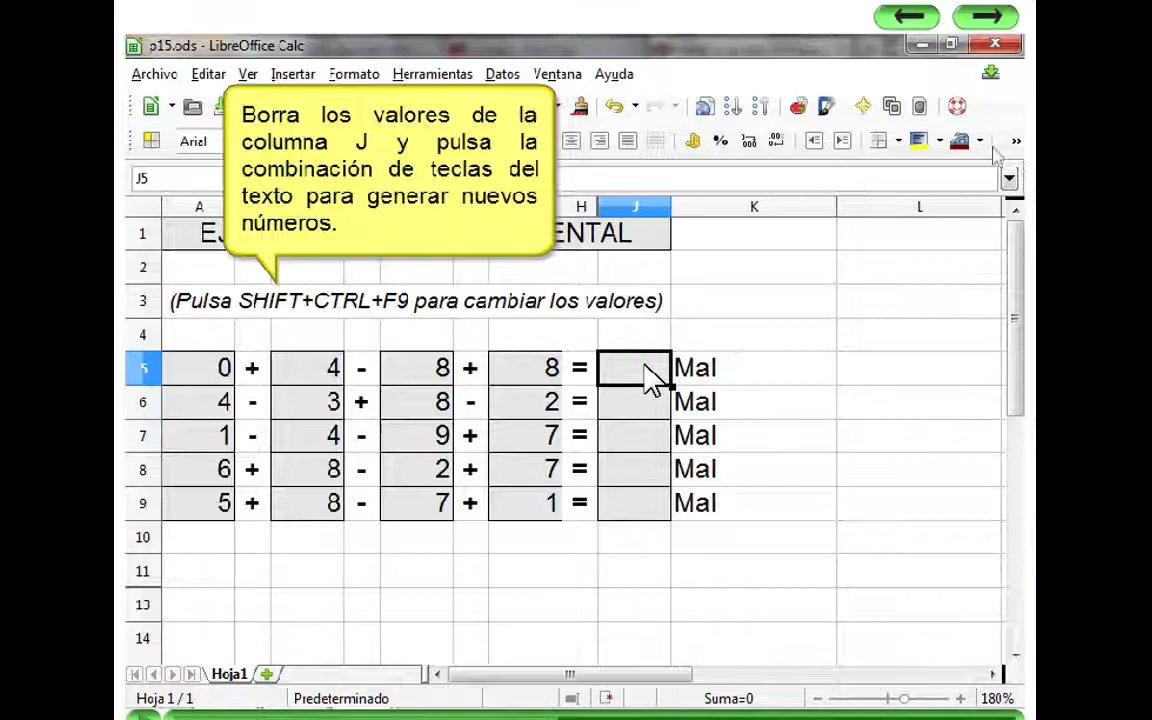 p15.ods - LibreOffice Calc
Archivo Editar Ver Insertar Formato Herramientas Datos Ventana Ayuda
Borra los valores de la
columna J y pulsa la
combinación de teclas del
texto para generar nuevos
números.
Arial
J5
A H J K L
1 EJ ENTAL
2
3 (Pulsa SHIFT+CTRL+F9 para cambiar los valores)
4
5 0 + 4 - 8 + 8 = Mal
6 4 - 3 + 8 - 2 = Mal
7 1 - 4 - 9 + 7 = Mal
8 6 + 8 - 2 + 7 = Mal
9 5 + 8 - 7 + 1 = Mal
10
11
13
14
Hoja1
Hoja 1 / 1 Predeterminado Suma=0 180%